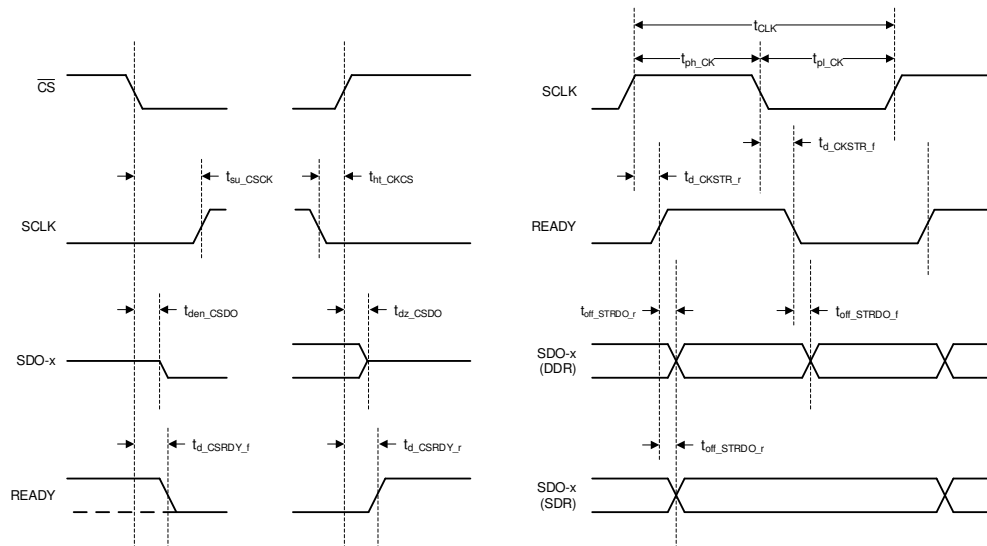 CS
t_su_CSCK
t_ht_CKCS
SCLK
t_den_CSDO
t_dz_CSDO
SDO-x
t_d_CSRDY_f
t_d_CSRDY_r
READY
t_CLK
t_ph_CK
t_pl_CK
SCLK
t_d_CKSTR_f
t_d_CKSTR_r
READY
t_off_STRDO_r
t_off_STRDO_f
SDO-x
(DDR)
t_off_STRDO_r
SDO-x
(SDR)